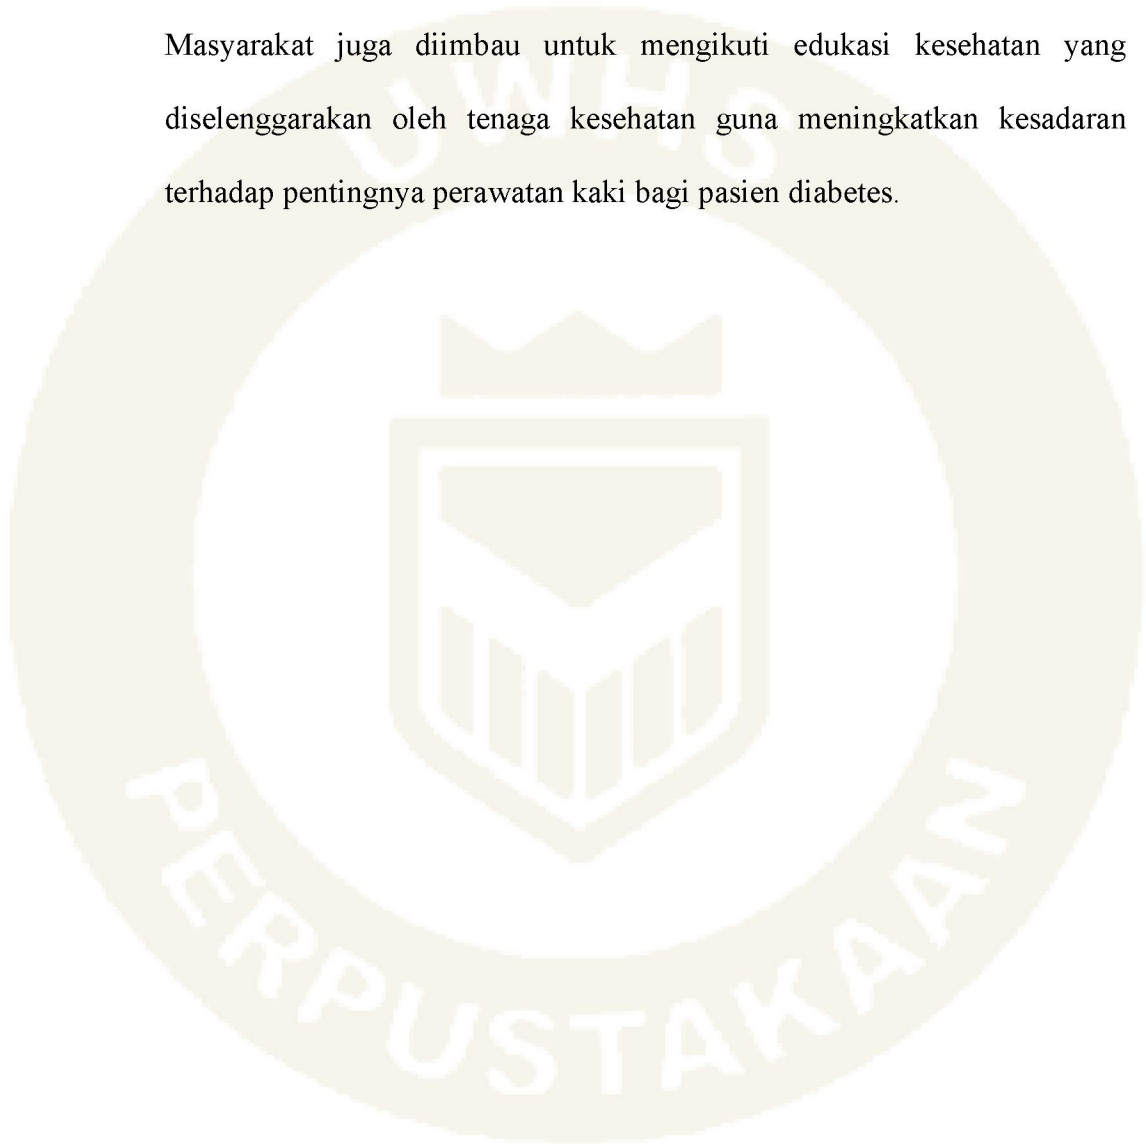 Masyarakat juga diimbau untuk mengikuti edukasi kesehatan yang
diselenggarakan oleh tenaga kesehatan guna meningkatkan kesadaran
terhadap pentingnya perawatan kaki bagi pasien diabetes.
UWHS
PERPUSTAKAAN